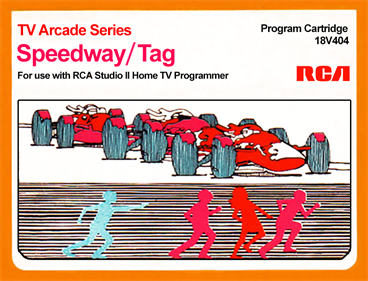 TV Arcade Series
Speedway/Tag
For use with RCA Studio II Home TV Programmer
Program Cartridge
18V404
RCA